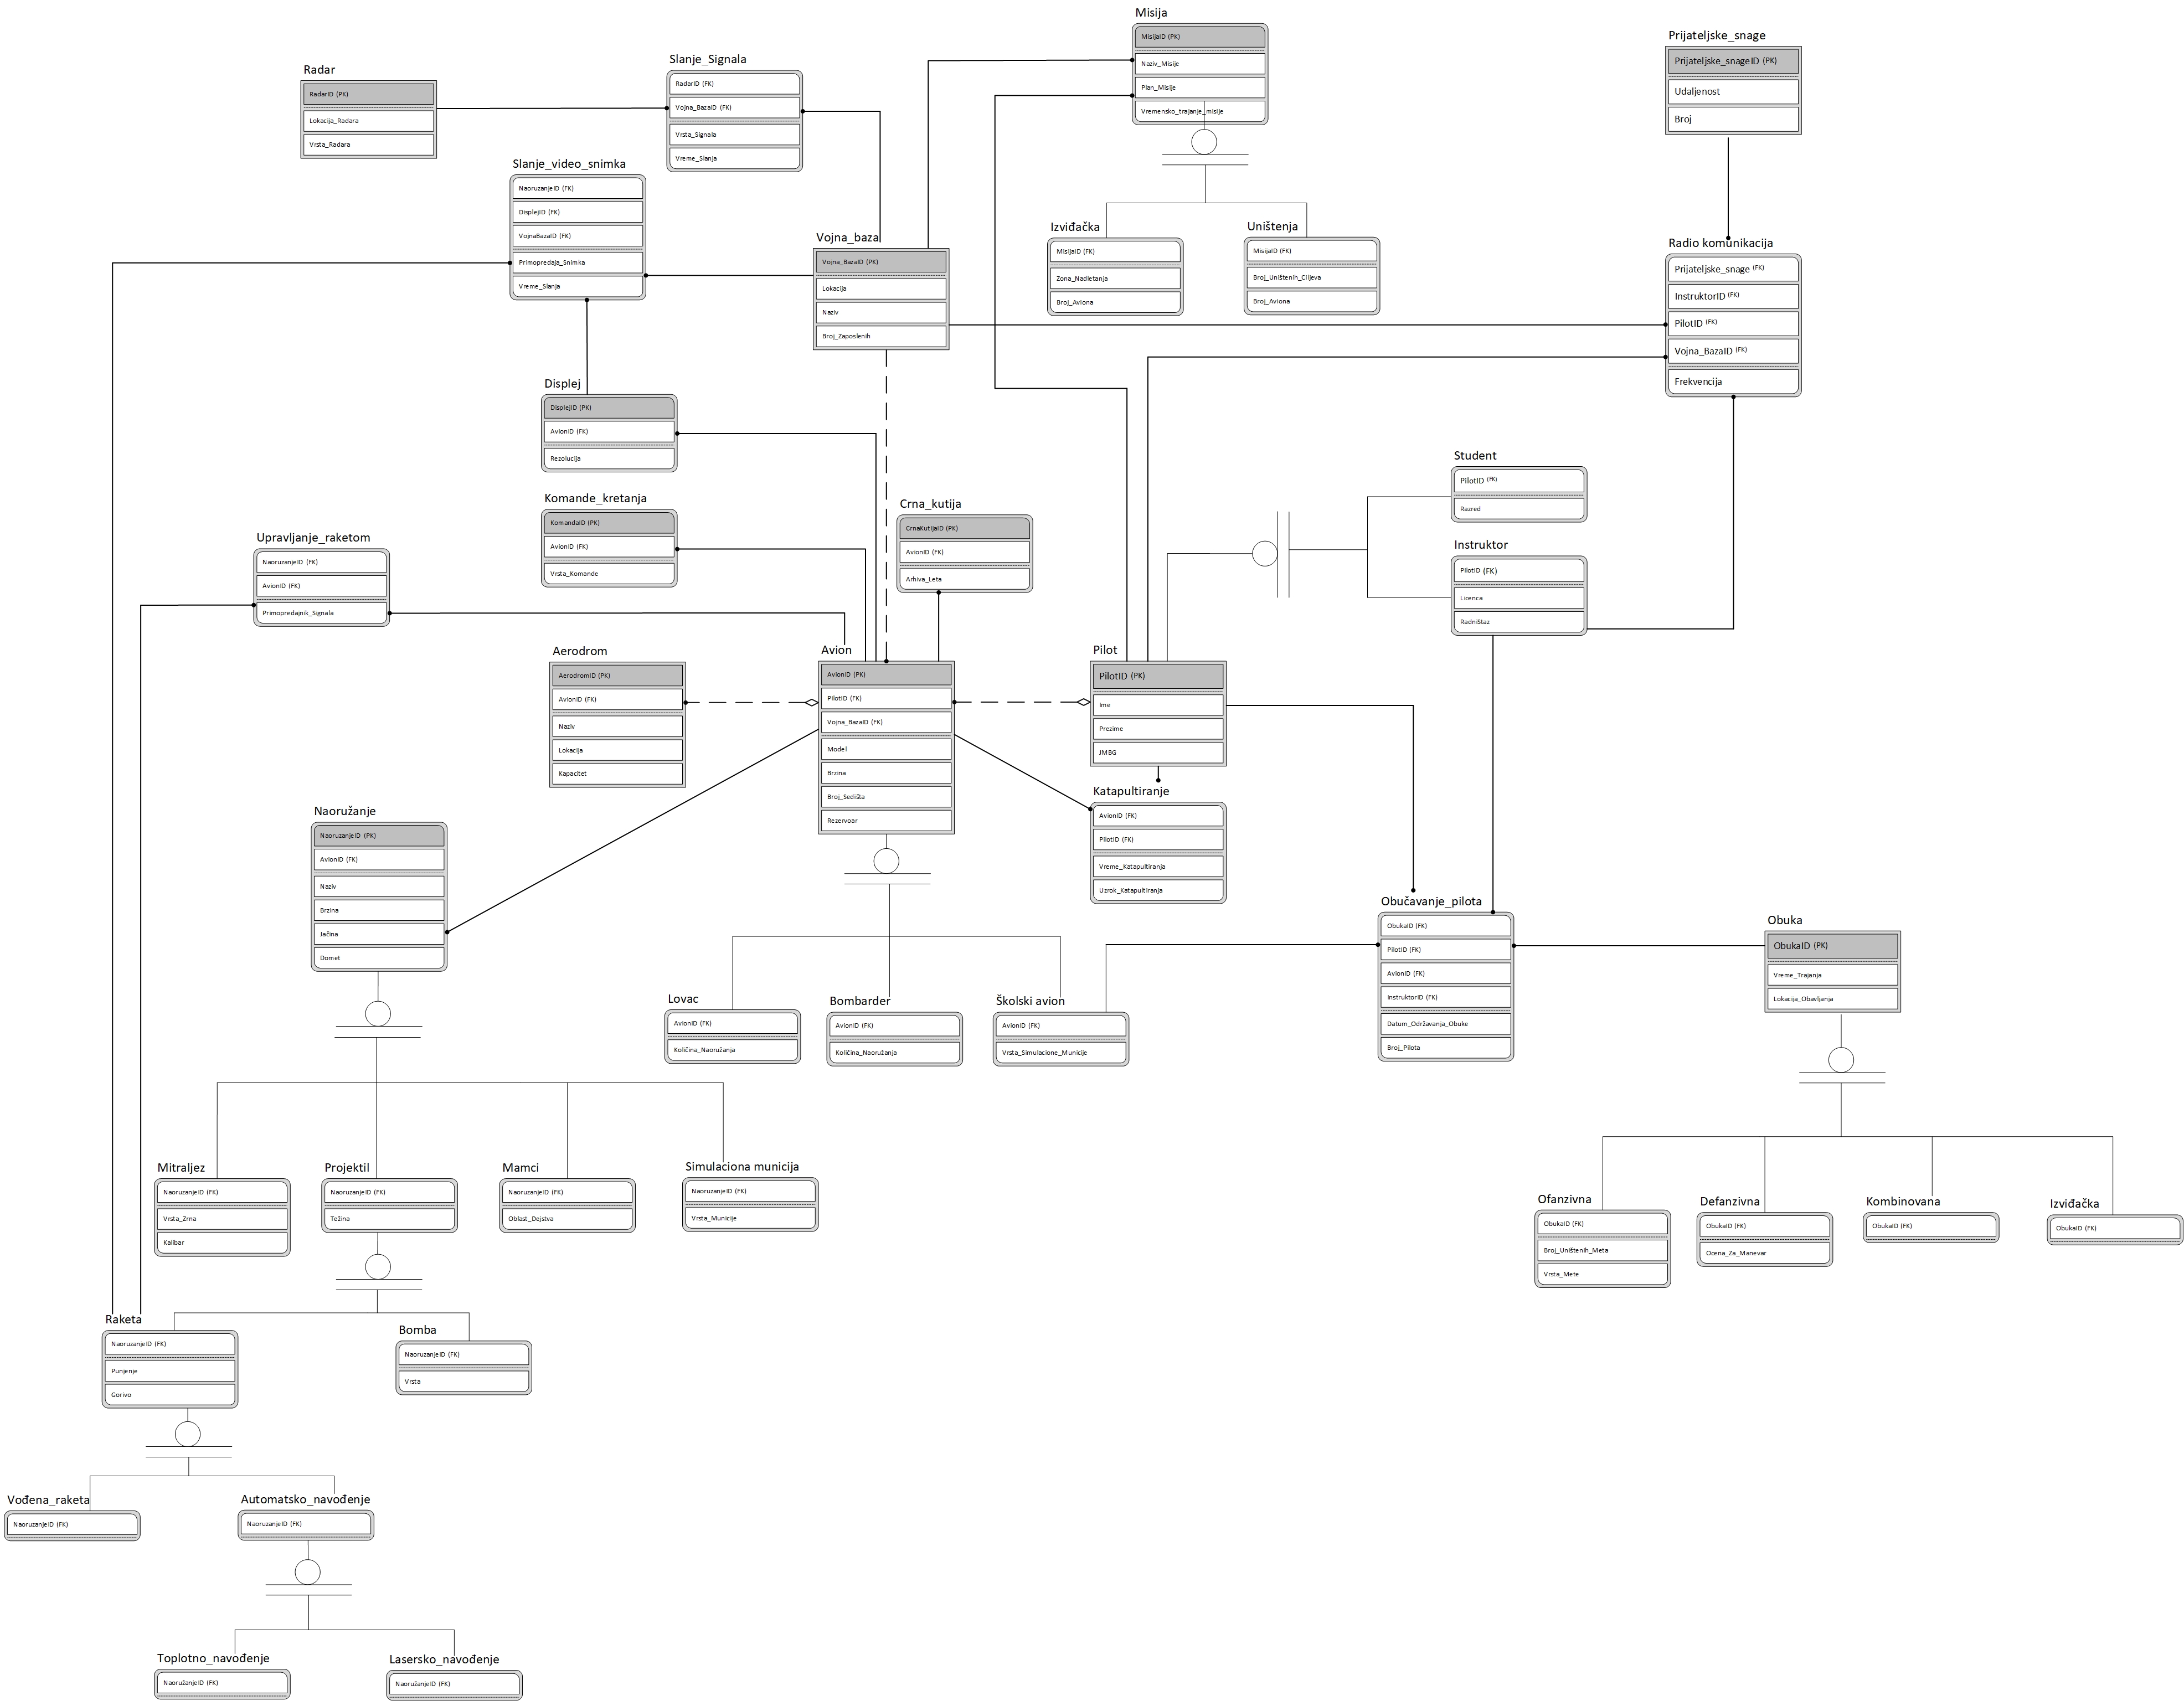 Misija
MisijaID (PK)
Naziv_Misije
Plan_Misije
Vremensko_trajanje_misije
Prijateljske_snage
Prijateljske_snageID (PK)
Udaljenost
Broj
Radar
RadarID (PK)
Lokacija_Radara
Vrsta_Radara
Slanje_Signala
RadarID (FK)
Vojna_BazaID (FK)
Vrsta_Signala
Vreme_Slanja
Slanje_video_snimka
NaoruzanjeID (FK)
DisplejID (FK)
VojnaBazaID (FK)
Primopredaja_Snimka
Vreme_Slanja
Vojna_baza
Vojna_BazaID (PK)
Lokacija
Naziv
Broj_Zaposlenih
Izviđačka
MisijaID (FK)
Zona_Nadletanja
Broj_Aviona
Uništenja
MisijaID (FK)
Broj_Uništenih_Ciljeva
Broj_Aviona
Radio komunikacija
Prijateljske_snage (FK)
InstruktorID (FK)
PilotID (FK)
Vojna_BazaID (FK)
Frekvencija
Displej
DisplejID (PK)
AvionID (FK)
Rezolucija
Komande_kretanja
KomandaID (PK)
AvionID (FK)
Vrsta_Komande
Crna_kutija
CrnaKutijaID (PK)
AvionID (FK)
Arhiva_Leta
Student
PilotID (FK)
Razred
Instruktor
PilotID (FK)
Licenca
RadniStaz
Upravljanje_raketom
NaoruzanjeID (FK)
AvionID (FK)
Primopredajnik_Signala
Aerodrom
AerodromID (PK)
AvionID (FK)
Naziv
Lokacija
Kapacitet
Avion
AvionID (PK)
PilotID (FK)
Vojna_BazaID (FK)
Model
Brzina
Broj_Sedišta
Rezervoar
Pilot
PilotID (PK)
Ime
Prezime
JMBG
Katapultiranje
AvionID (FK)
PilotID (FK)
Vreme_Katapultiranja
Uzrok_Katapultiranja
Naoružanje
NaoruzanjeID (PK)
AvionID (FK)
Naziv
Brzina
Jačina
Domet
Obučavanje_pilota
ObukaID (FK)
PilotID (FK)
AvionID (FK)
InstruktorID (FK)
Datum_Održavanja_Obuke
Broj_Pilota
Obuka
ObukaID (PK)
Vreme_Trajanja
Lokacija_Obavljanja
Lovac
AvionID (FK)
Količina_Naoružanja
Bombarder
AvionID (FK)
Količina_Naoružanja
Školski avion
AvionID (FK)
Vrsta_Simulacione_Municije
Mitraljez
NaoruzanjeID (FK)
Vrsta_Zrna
Kalibar
Projektil
NaoruzanjeID (FK)
Težina
Mamci
NaoruzanjeID (FK)
Oblast_Dejstva
Simulaciona municija
NaoruzanjeID (FK)
Vrsta_Municije
Ofanzivna
ObukaID (FK)
Broj_Uništenih_Meta
Vrsta_Mete
Defanzivna
ObukaID (FK)
Ocena_Za_Manevar
Kombinovana
ObukaID (FK)
Izviđačka
ObukaID (FK)
Raketa
NaoruzanjeID (FK)
Punjenje
Gorivo
Bomba
NaoruzanjeID (FK)
Vrsta
Vođena_raketa
NaoruzanjeID (FK)
Automatsko_navođenje
NaoruzanjeID (FK)
Toplotno_navođenje
NaoružanjeID (FK)
Lasersko_navođenje
NaoružanjeID (FK)